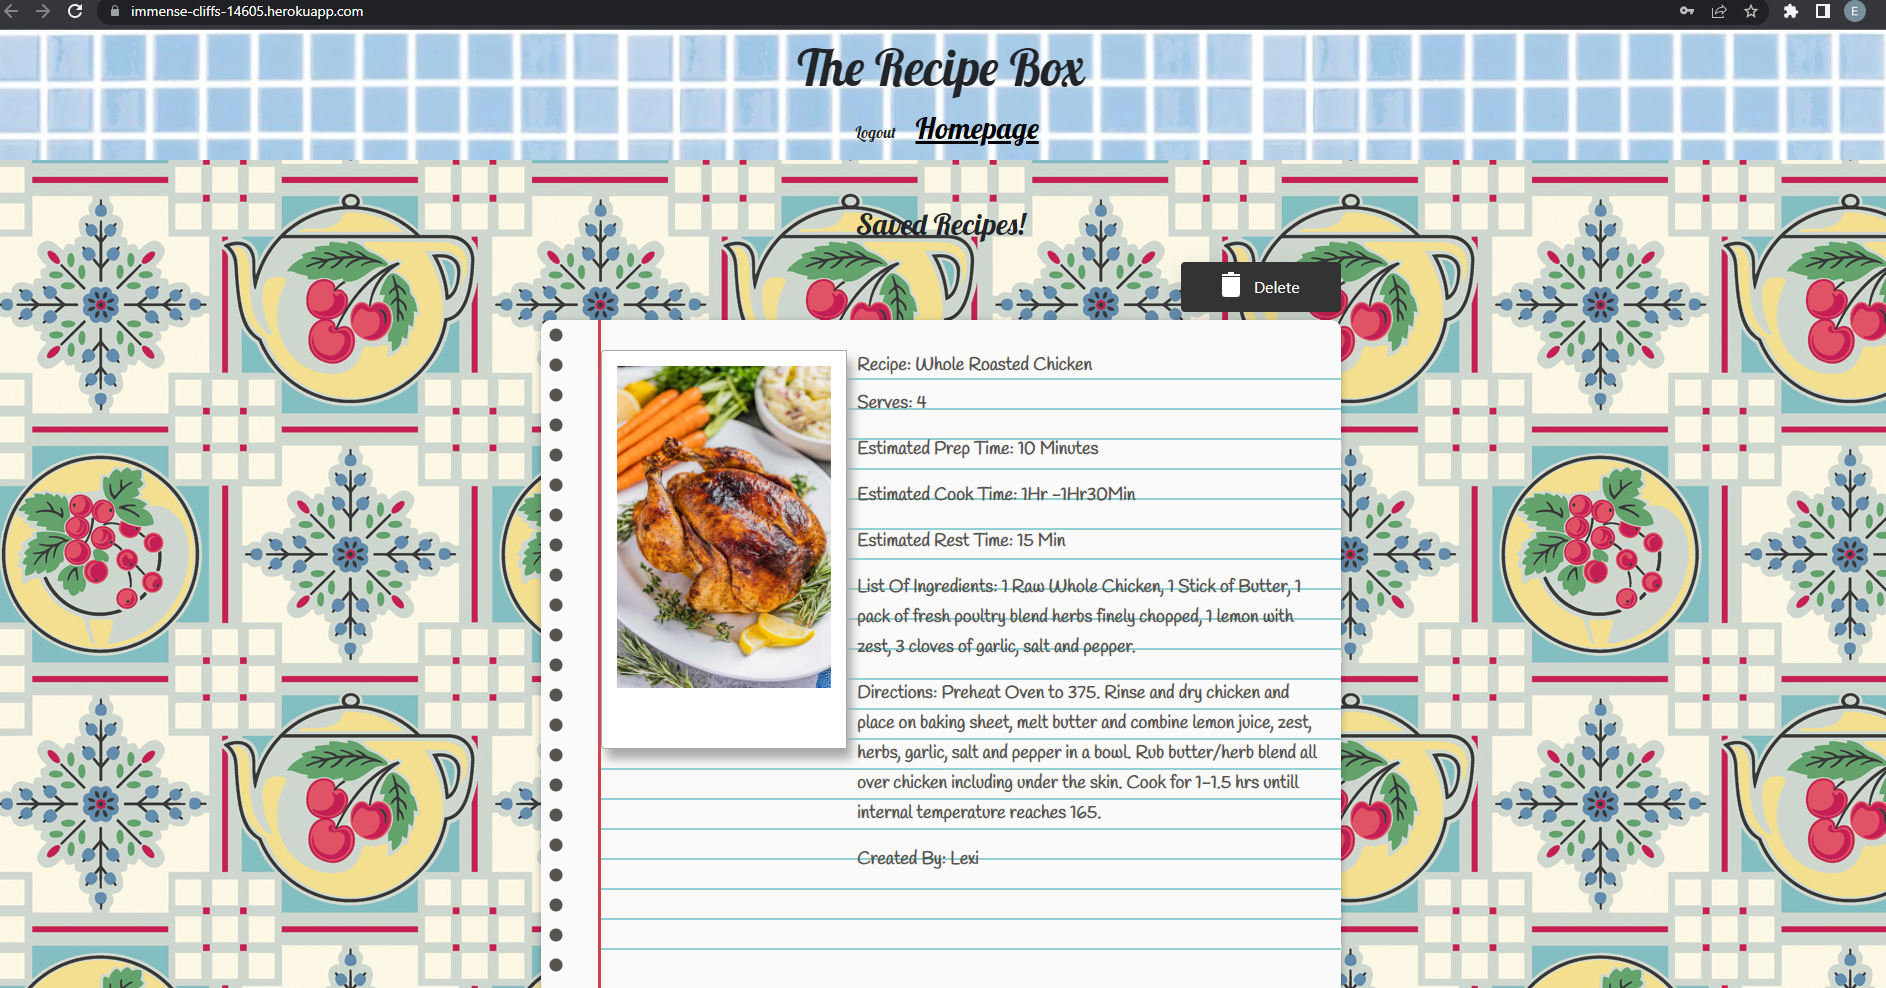 immense-cliffs-14605.herokuapp.com
E
The Recipe Box
Logout Homepage
Saved Recipes!
Delete
Recipe: Whole Roasted Chicken
Serves: 4
Estimated Prep Time: 10 Minutes
Estimated Cook Time: 1Hr -1Hr30Min
Estimated Rest Time: 15 Min
List Of Ingredients: 1 Raw Whole Chicken, 1 Stick of Butter, 1
pack of fresh poultry blend herbs finely chopped, 1 lemon with
zest, 3 cloves of garlic, salt and pepper.
Directions: Preheat Oven to 375. Rinse and dry chicken and
place on baking sheet, melt butter and combine lemon juice, zest,
herbs, garlic, salt and pepper in a bowl. Rub butter/herb blend all
over chicken including under the skin. Cook for 1-1.5 hrs untill
internal temperature reaches 165.
Created By: Lexi